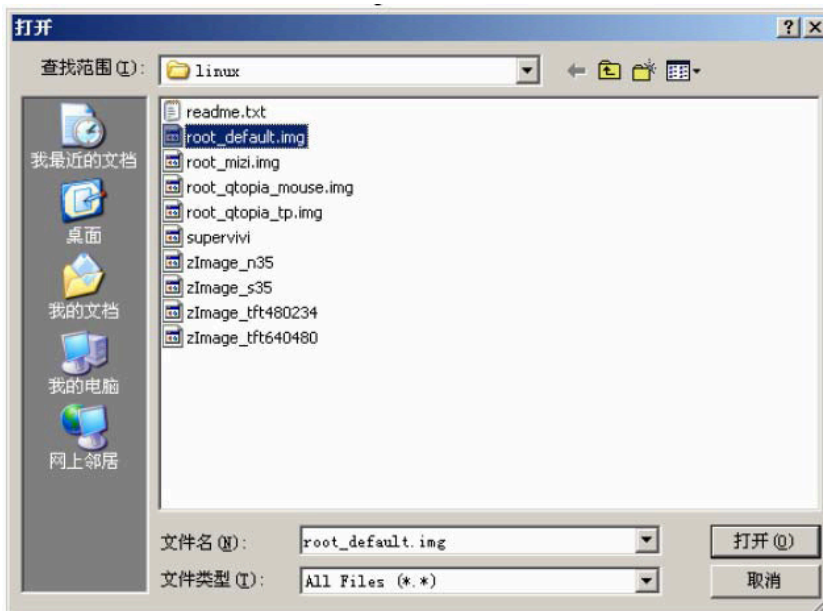 打开
查找范围(I):
linux
我最近的文档
桌面
我的文档
我的电脑
网上邻居
readme.txt
root_default.img
root_mizi.img
root_qtopia_mouse.img
root_qtopia_tp.img
supervivi
zImage_n35
zImage_s35
zImage_tft480234
zImage_tft640480
文件名(N):
root_default.img
打开(O)
文件类型(T):
All Files (*.*)
取消